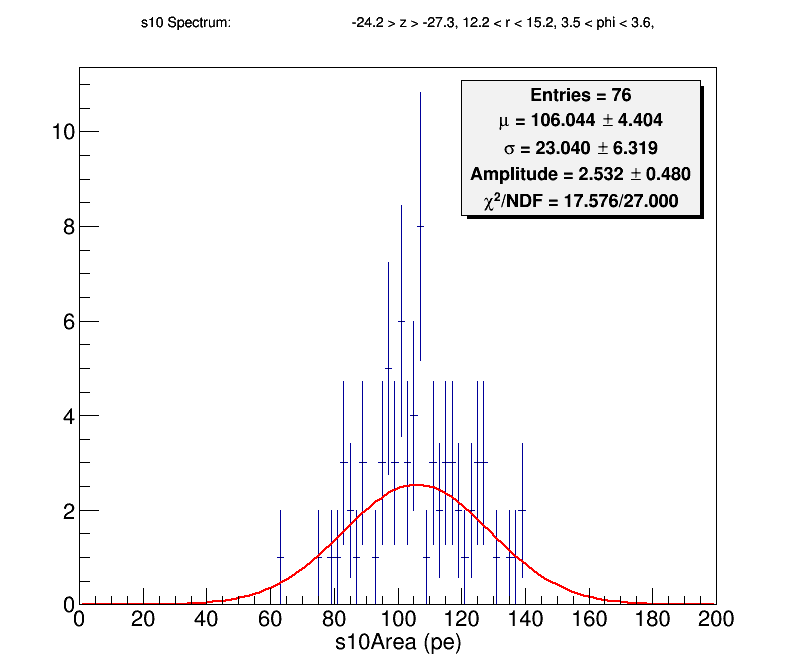 s10 Spectrum: -24.2 > z > -27.3, 12.2 < r < 15.2, 3.5 < phi < 3.6,
Entries = 76
μ = 106.044 ± 4.404
σ = 23.040 ± 6.319
Amplitude = 2.532 ± 0.480
χ²/NDF = 17.576/27.000
10
8
6
4
2
0
0 20 40 60 80 100 120 140 160 180 200
s10Area (pe)